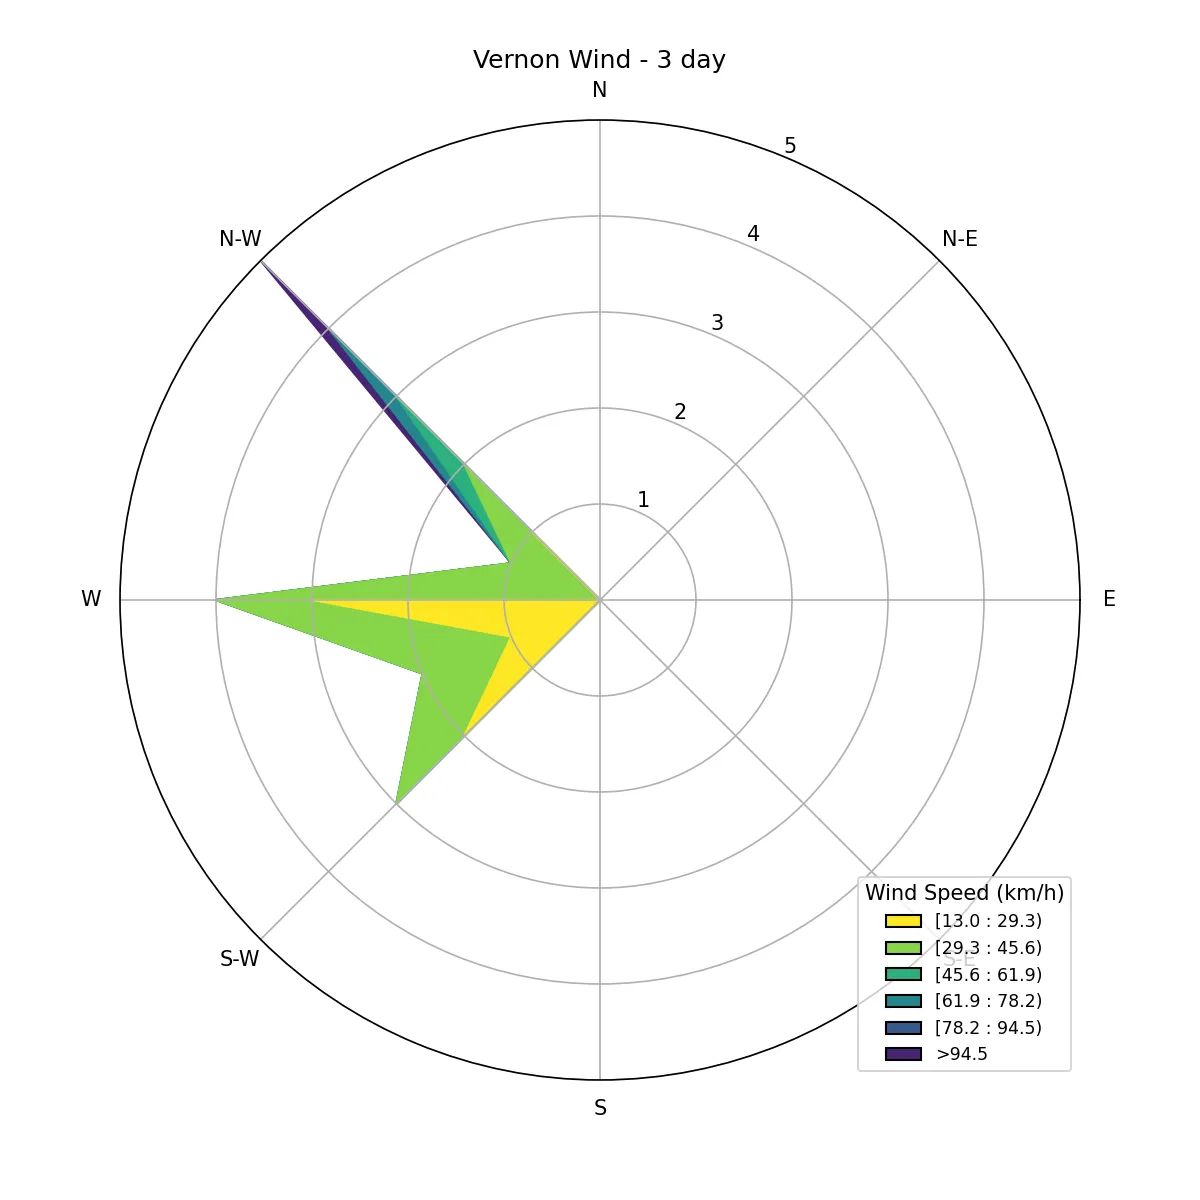 Vernon Wind - 3 day
N
5
N-W
N-E
4
3
2
1
W
E
S-W
S-E
S
Wind Speed (km/h)
[13.0 : 29.3)
[29.3 : 45.6)
[45.6 : 61.9)
[61.9 : 78.2)
[78.2 : 94.5)
>94.5